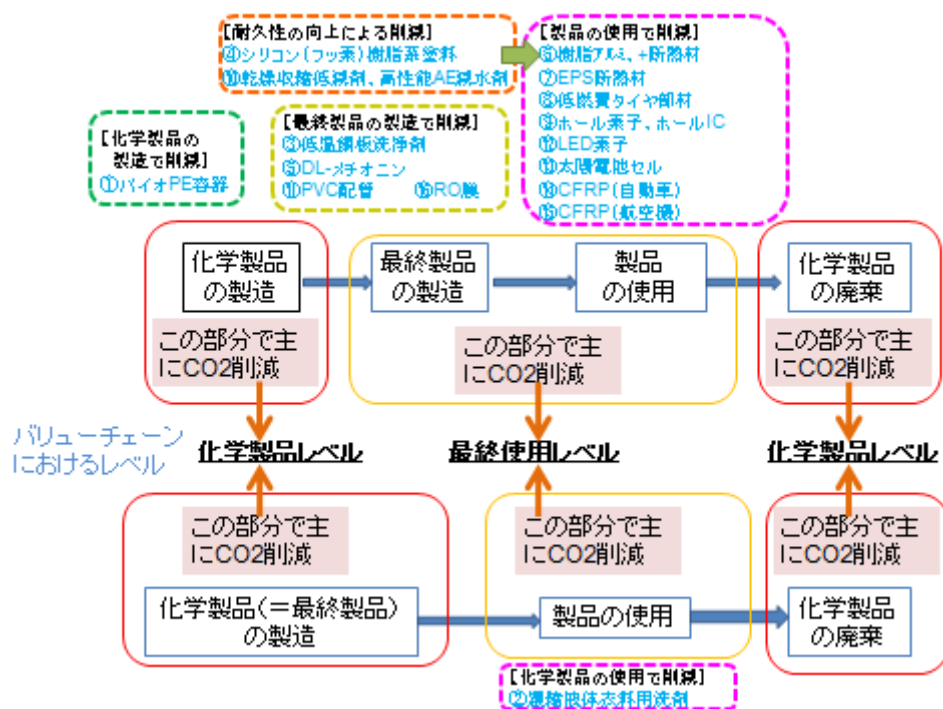 【耐久性の向上による削減】
④シリコン(フッ素)樹脂系塗料
⑩乾燥収縮低減剤、高性能AE減水剤
【製品の使用で削減】
⑥樹脂アルミ、+断熱材
⑦EPS断熱材
⑧低燃費タイヤ部材
⑨ホール素子、ホールIC
⑫LED素子
⑬太陽電池セル
⑭CFRP(自動車)
⑮CFRP(航空機)
【化学製品の
製造で削減】
①バイオPE容器
【最終製品の製造で削減】
③低温鋼板洗浄剤
⑤DL-メチオニン
⑪PVC配管 ⑯RO膜
化学製品
の製造
最終製品
の製造
製品
の使用
化学製品
の廃棄
この部分で主
にCO2削減
この部分で主
にCO2削減
この部分で主
にCO2削減
バリューチェーン
におけるレベル
化学製品レベル
最終使用レベル
化学製品レベル
この部分で主
にCO2削減
この部分で主
にCO2削減
この部分で主
にCO2削減
化学製品(=最終製品)
の製造
製品の使用
化学製品
の廃棄
【化学製品の使用で削減】
②濃縮液体衣料用洗剤